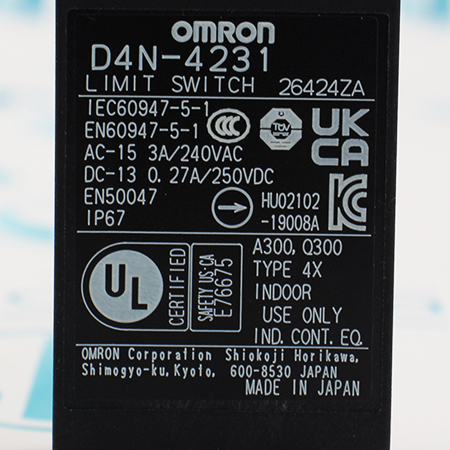 OMRON
D4N-4231
LIMIT SWITCH 26424ZA
IEC60947-5-1
EN60947-5-1
AC-15 3A/240VAC
DC-13 0.27A/250VDC
EN50047
IP67
CCC
TÜV
UK
CA
HU02102
-19008A
UL
CERTIFIED
SAFETY US-CA
E76675
A300, Q300
TYPE 4X
INDOOR
USE ONLY
IND. CONT. EQ.
OMRON Corporation Shiokoji Horikawa,
Shimogyo-ku, Kyoto, 600-8530 JAPAN
MADE IN JAPAN